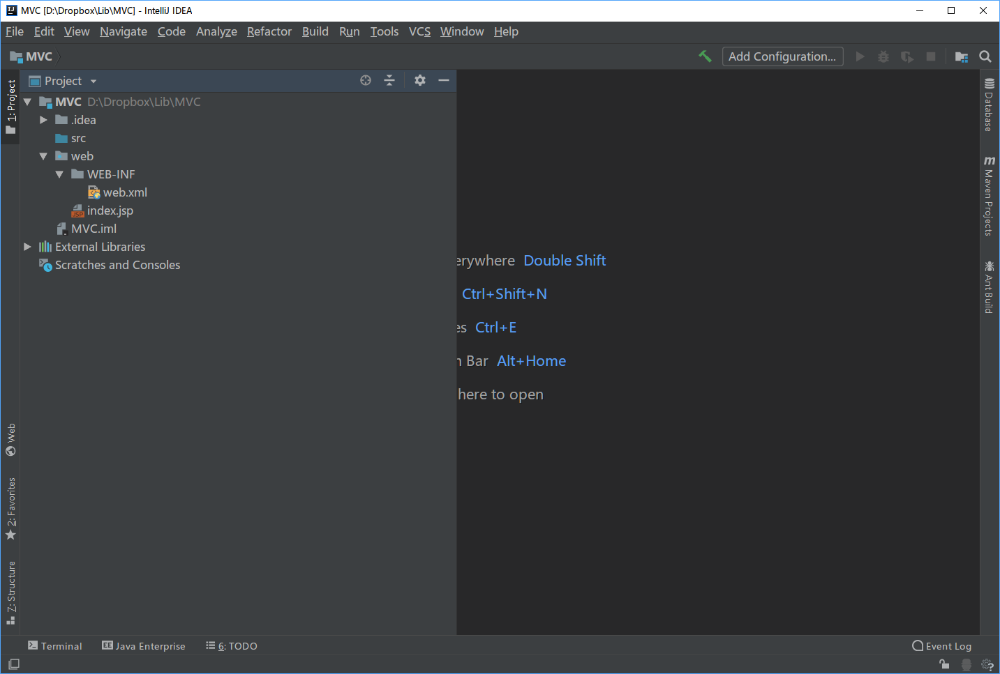 MVC [D:\Dropbox\Lib\MVC] - IntelliJ IDEA
File Edit View Navigate Code Analyze Refactor Build Run Tools VCS Window Help
MVC
Add Configuration...
Project
MVC D:\Dropbox\Lib\MVC
.idea
src
web
WEB-INF
web.xml
JSP index.jsp
MVC.iml
External Libraries
Scratches and Consoles
1: Project
Web
2: Favorites
7: Structure
erywhere Double Shift
Ctrl+Shift+N
es Ctrl+E
n Bar Alt+Home
here to open
Database
m Maven Projects
Ant Build
Terminal
EE Java Enterprise
6: TODO
Event Log